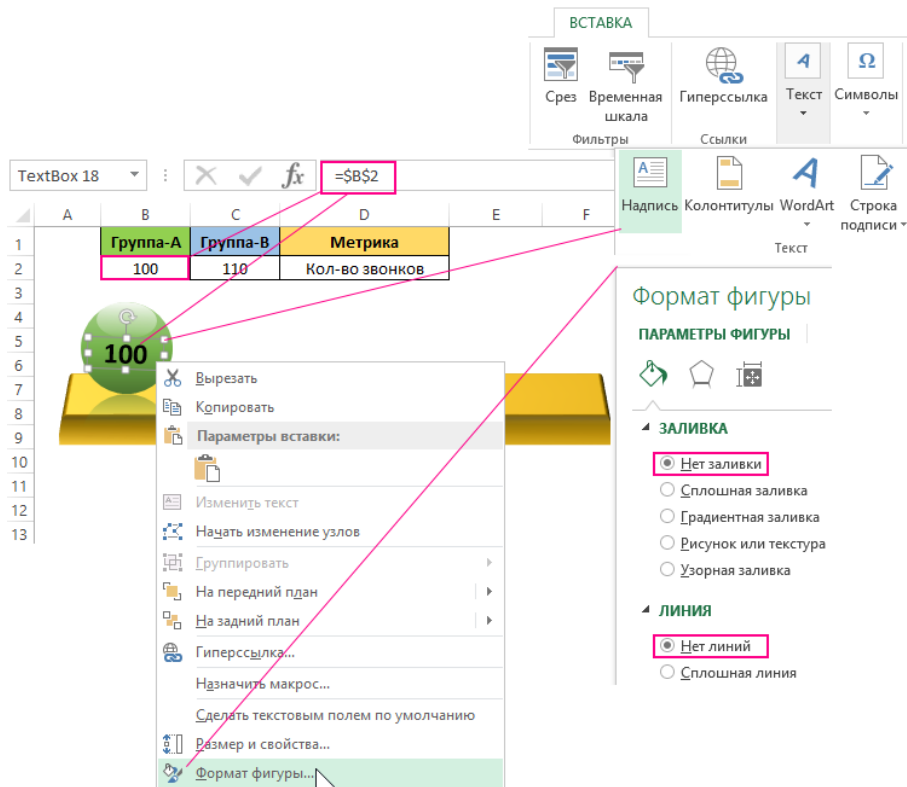 ВСТАВКА
Срез Временная шкала Гиперссылка Текст Символы
Фильтры Ссылки
Надпись Колонтитулы WordArt Строка подписи
Текст
TextBox 18 fx =$B$2
A B C D E F
1 Группа-А Группа-В Метрика
2 100 110 Кол-во звонков
3
4
5
100
6
7
8
9
10
11
12
13
Вырезать
Копировать
Параметры вставки:
Изменить текст
Начать изменение узлов
Группировать
На передний план
На задний план
Гиперссылка...
Назначить макрос...
Сделать текстовым полем по умолчанию
Размер и свойства...
Формат фигуры...
Формат фигуры
ПАРАМЕТРЫ ФИГУРЫ
ЗАЛИВКА
Нет заливки
Сплошная заливка
Градиентная заливка
Рисунок или текстура
Узорная заливка
ЛИНИЯ
Нет линий
Сплошная линия